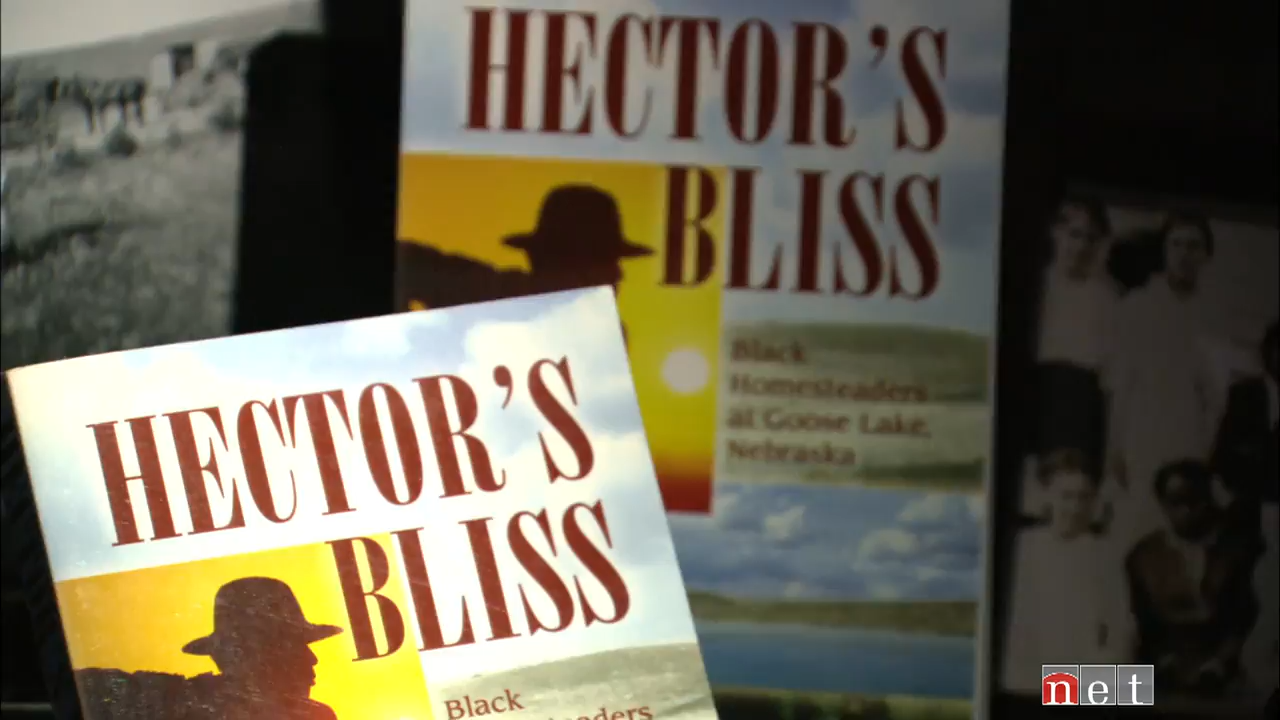 HECTOR'S
BLISS
Black
Homesteaders
at Goose Lake,
Nebraska
HECTOR'S
BLISS
Black
net